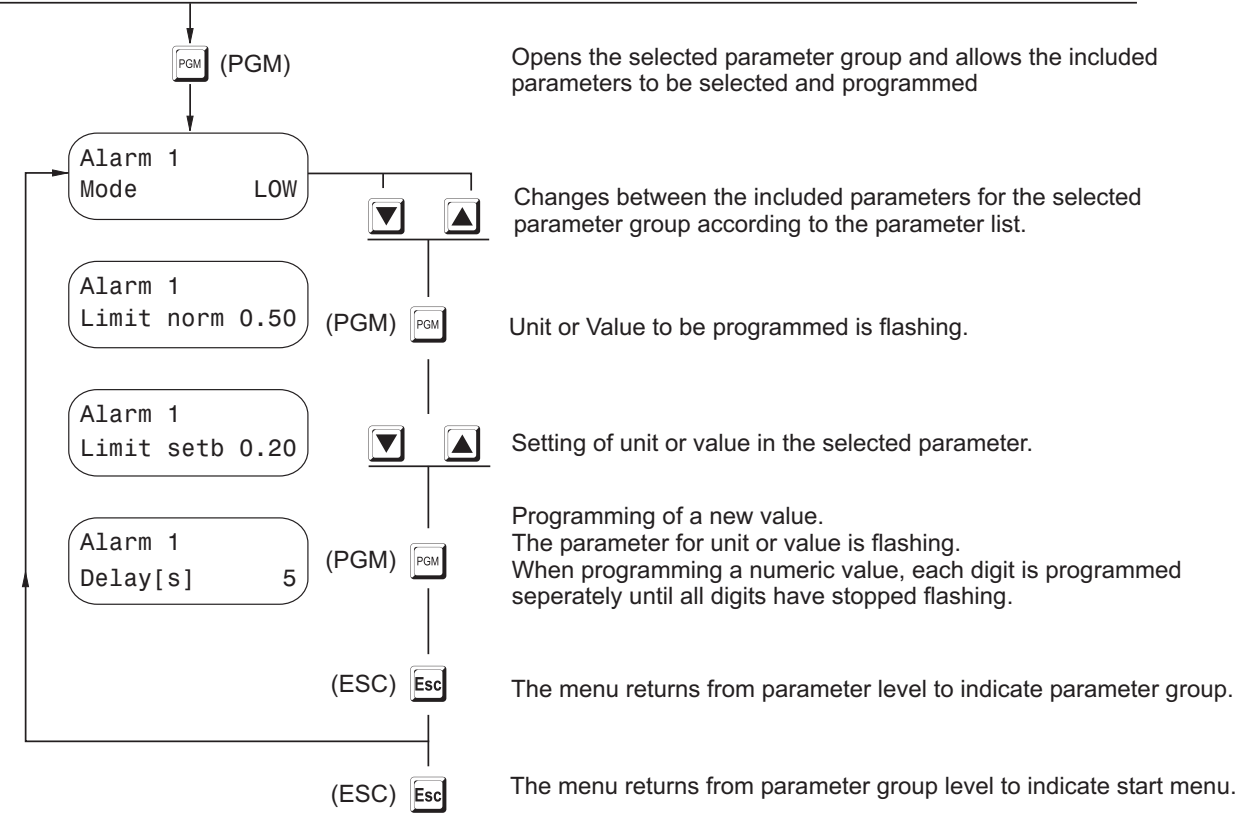 PGM (PGM)
Opens the selected parameter group and allows the included
parameters to be selected and programmed
Alarm 1
Mode LOW
Changes between the included parameters for the selected
parameter group according to the parameter list.
Alarm 1
Limit norm 0.50
(PGM) PGM
Unit or Value to be programmed is flashing.
Alarm 1
Limit setb 0.20
Setting of unit or value in the selected parameter.
Alarm 1
Delay[s] 5
(PGM) PGM
Programming of a new value.
The parameter for unit or value is flashing.
When programming a numeric value, each digit is programmed
seperately until all digits have stopped flashing.
(ESC) Esc
The menu returns from parameter level to indicate parameter group.
(ESC) Esc
The menu returns from parameter group level to indicate start menu.